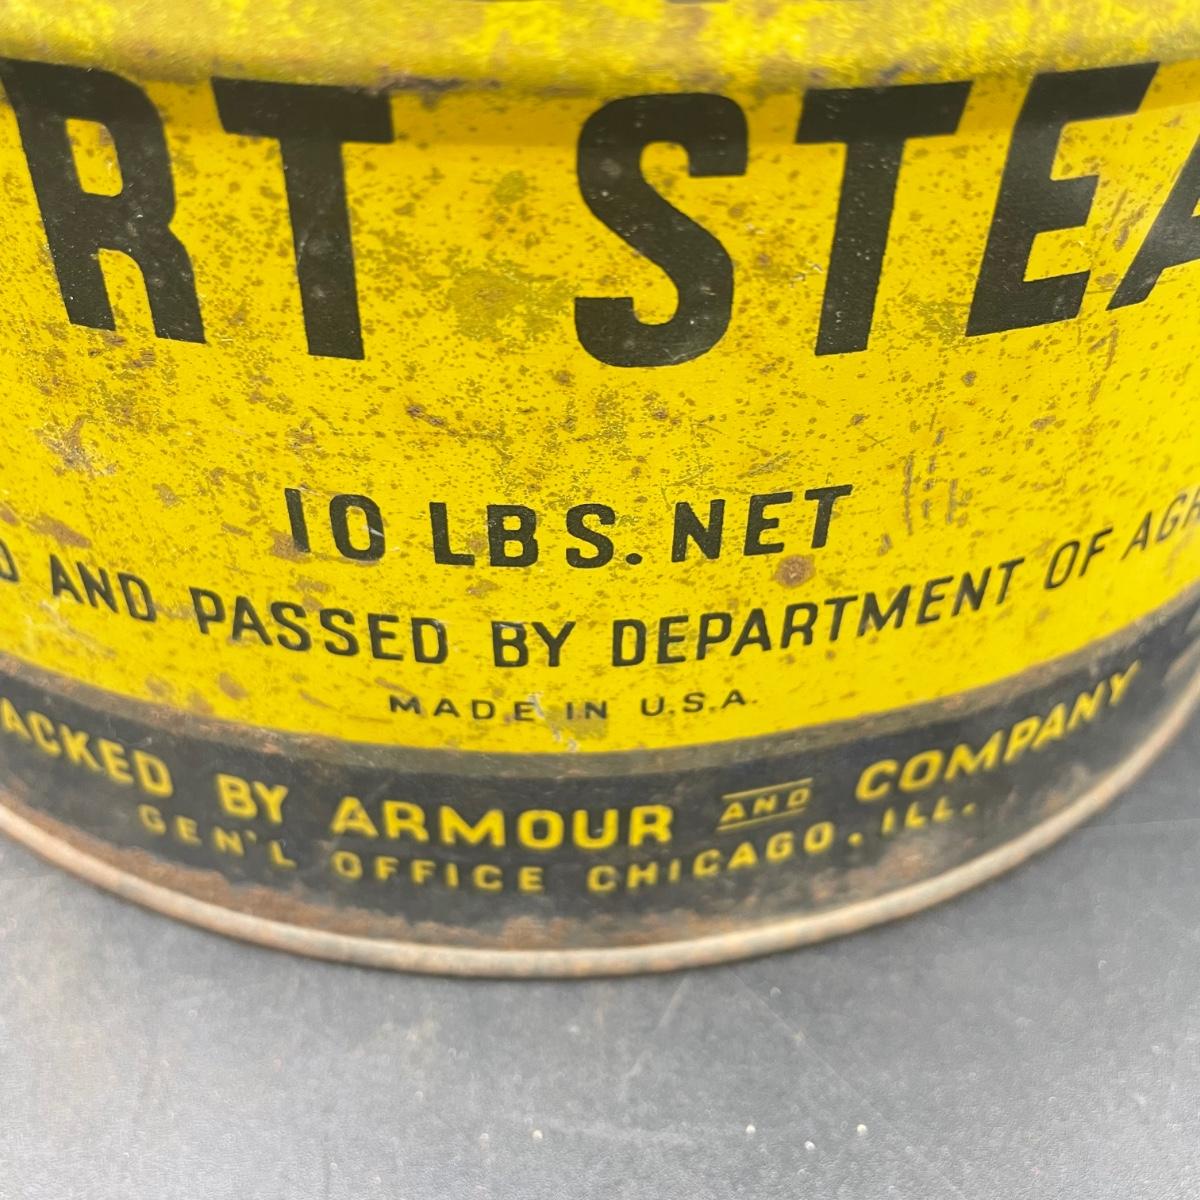 RT STEA
10 LBS. NET
D AND PASSED BY DEPARTMENT OF AGR
MADE IN U.S.A.
ACKED BY ARMOUR AND COMPANY
GEN'L OFFICE CHICAGO, ILL.